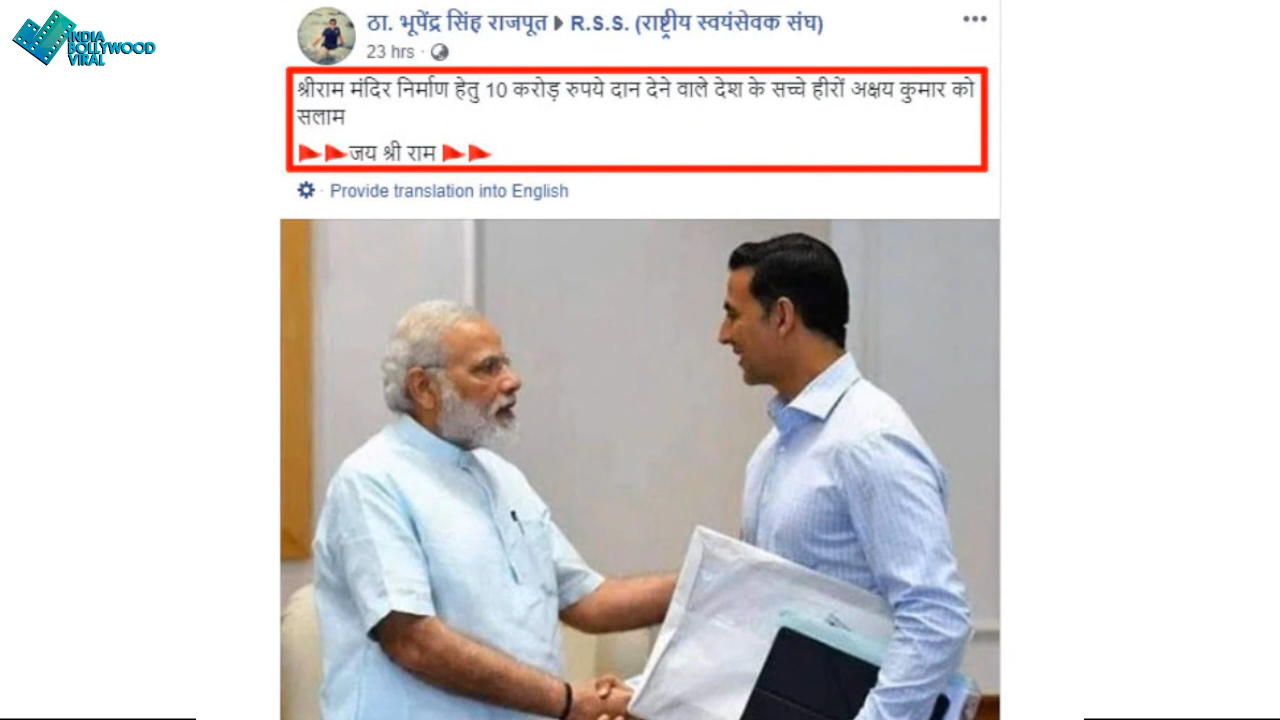 INDIA
BOLLYWOOD
VIRAL
ठा. भूपेंद्र सिंह राजपूत R.S.S. (राष्ट्रीय स्वयंसेवक संघ)
23 hrs ·
श्रीराम मंदिर निर्माण हेतु 10 करोड़ रुपये दान देने वाले देश के सच्चे हीरों अक्षय कुमार को
सलाम
🚩🚩जय श्री राम 🚩🚩
· Provide translation into English